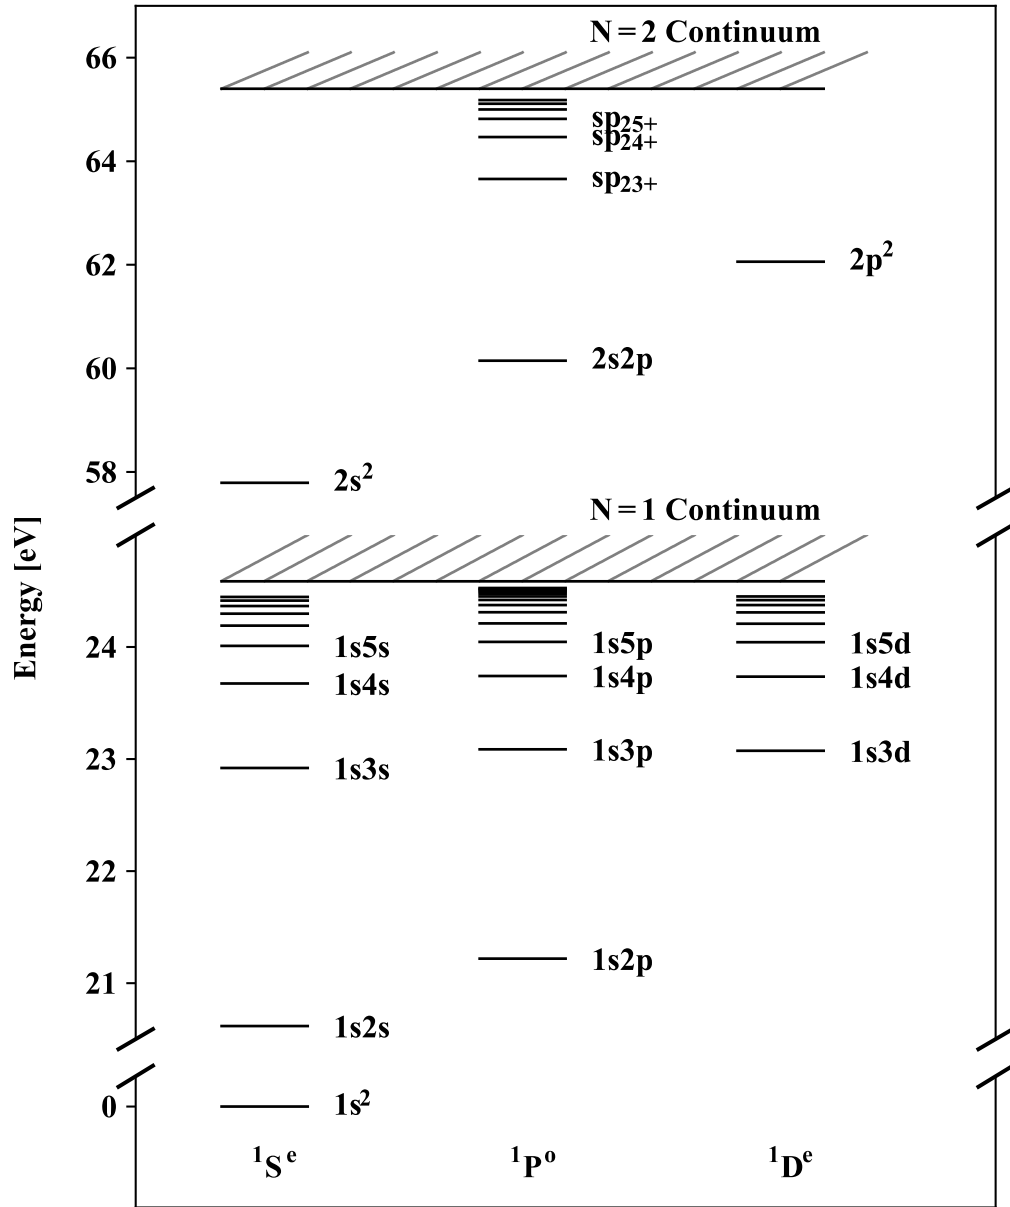 N = 2 Continuum
66
sp₂₅₊
sp₂₄₊
64
sp₂₃₊
62
2p²
60
2s2p
58
2s²
N = 1 Continuum
Energy [eV]
24
1s5s
1s5p
1s5d
1s4s
1s4p
1s4d
23
1s3s
1s3p
1s3d
22
21
1s2p
1s2s
0
1s²
¹Sᵉ
¹Pᵒ
¹Dᵉ